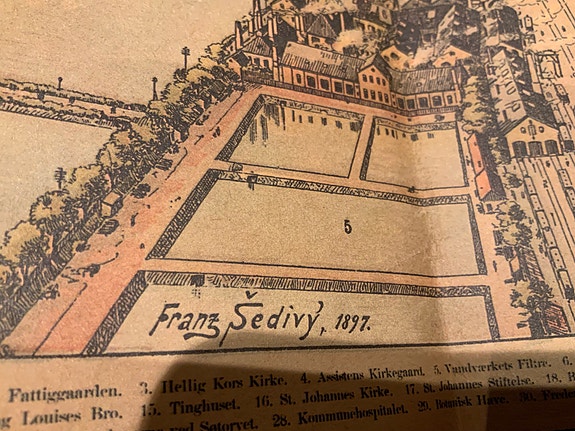 5
Franz Šedivý, 1897.
Fattiggaarden. 3. Hellig Kors Kirke. 4. Assistens Kirkegaard. 5. Vandværkets Filtre. 6.
Louises Bro. 15. Tinghuset. 16. St. Johannes Kirke. 17. St. Johannes Stiftelse. 18.
Søtorvet. 28. Kommunehospitalet. 29. Botanisk Have. 30.